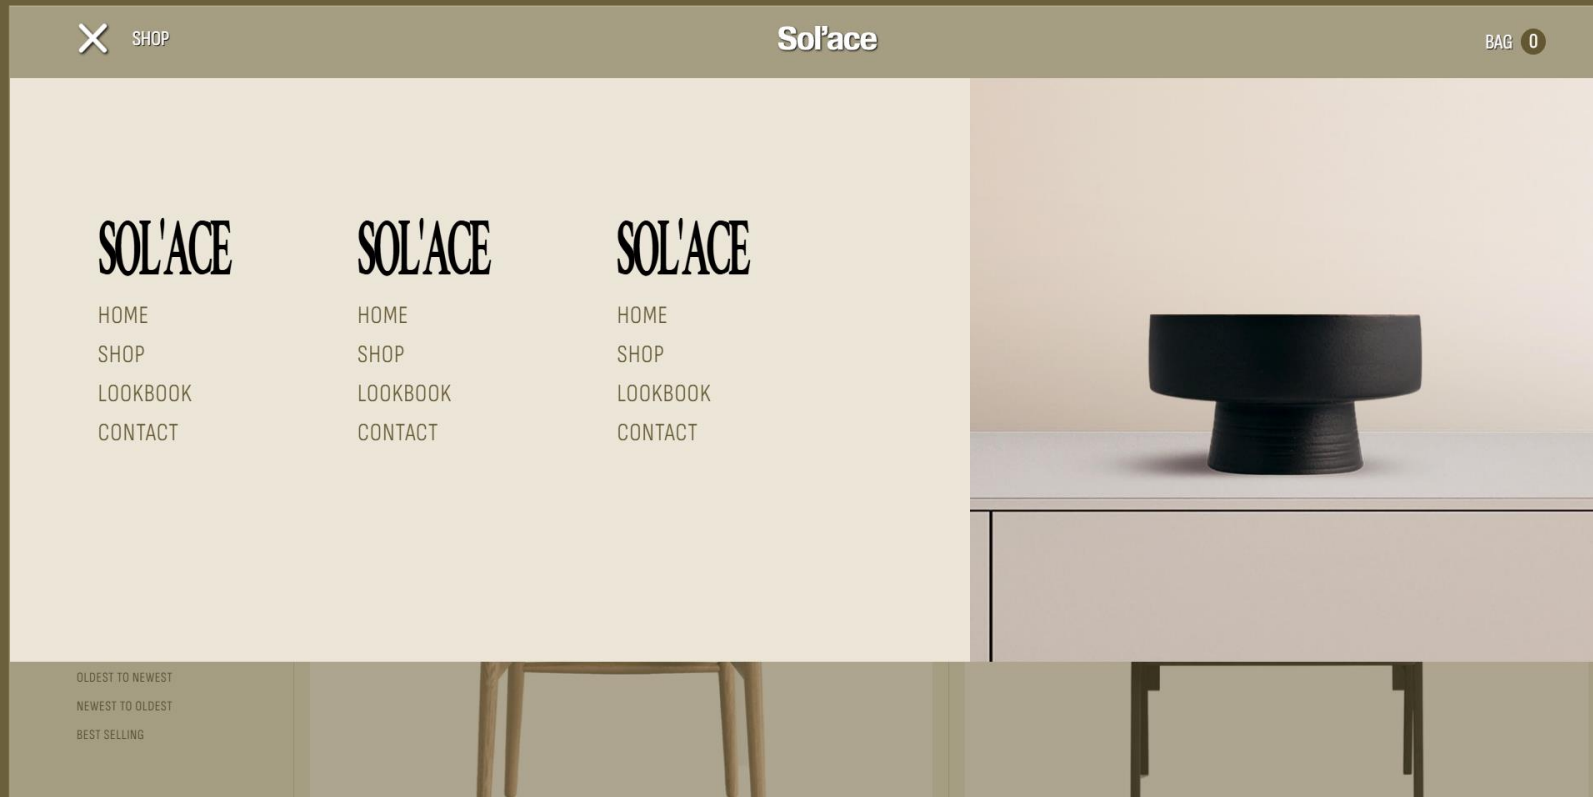 SHOP
Sol'ace
BAG 0
SOL'ACE
HOME
SHOP
LOOKBOOK
CONTACT
SOL'ACE
HOME
SHOP
LOOKBOOK
CONTACT
SOL'ACE
HOME
SHOP
LOOKBOOK
CONTACT
OLDEST TO NEWEST
NEWEST TO OLDEST
BEST SELLING